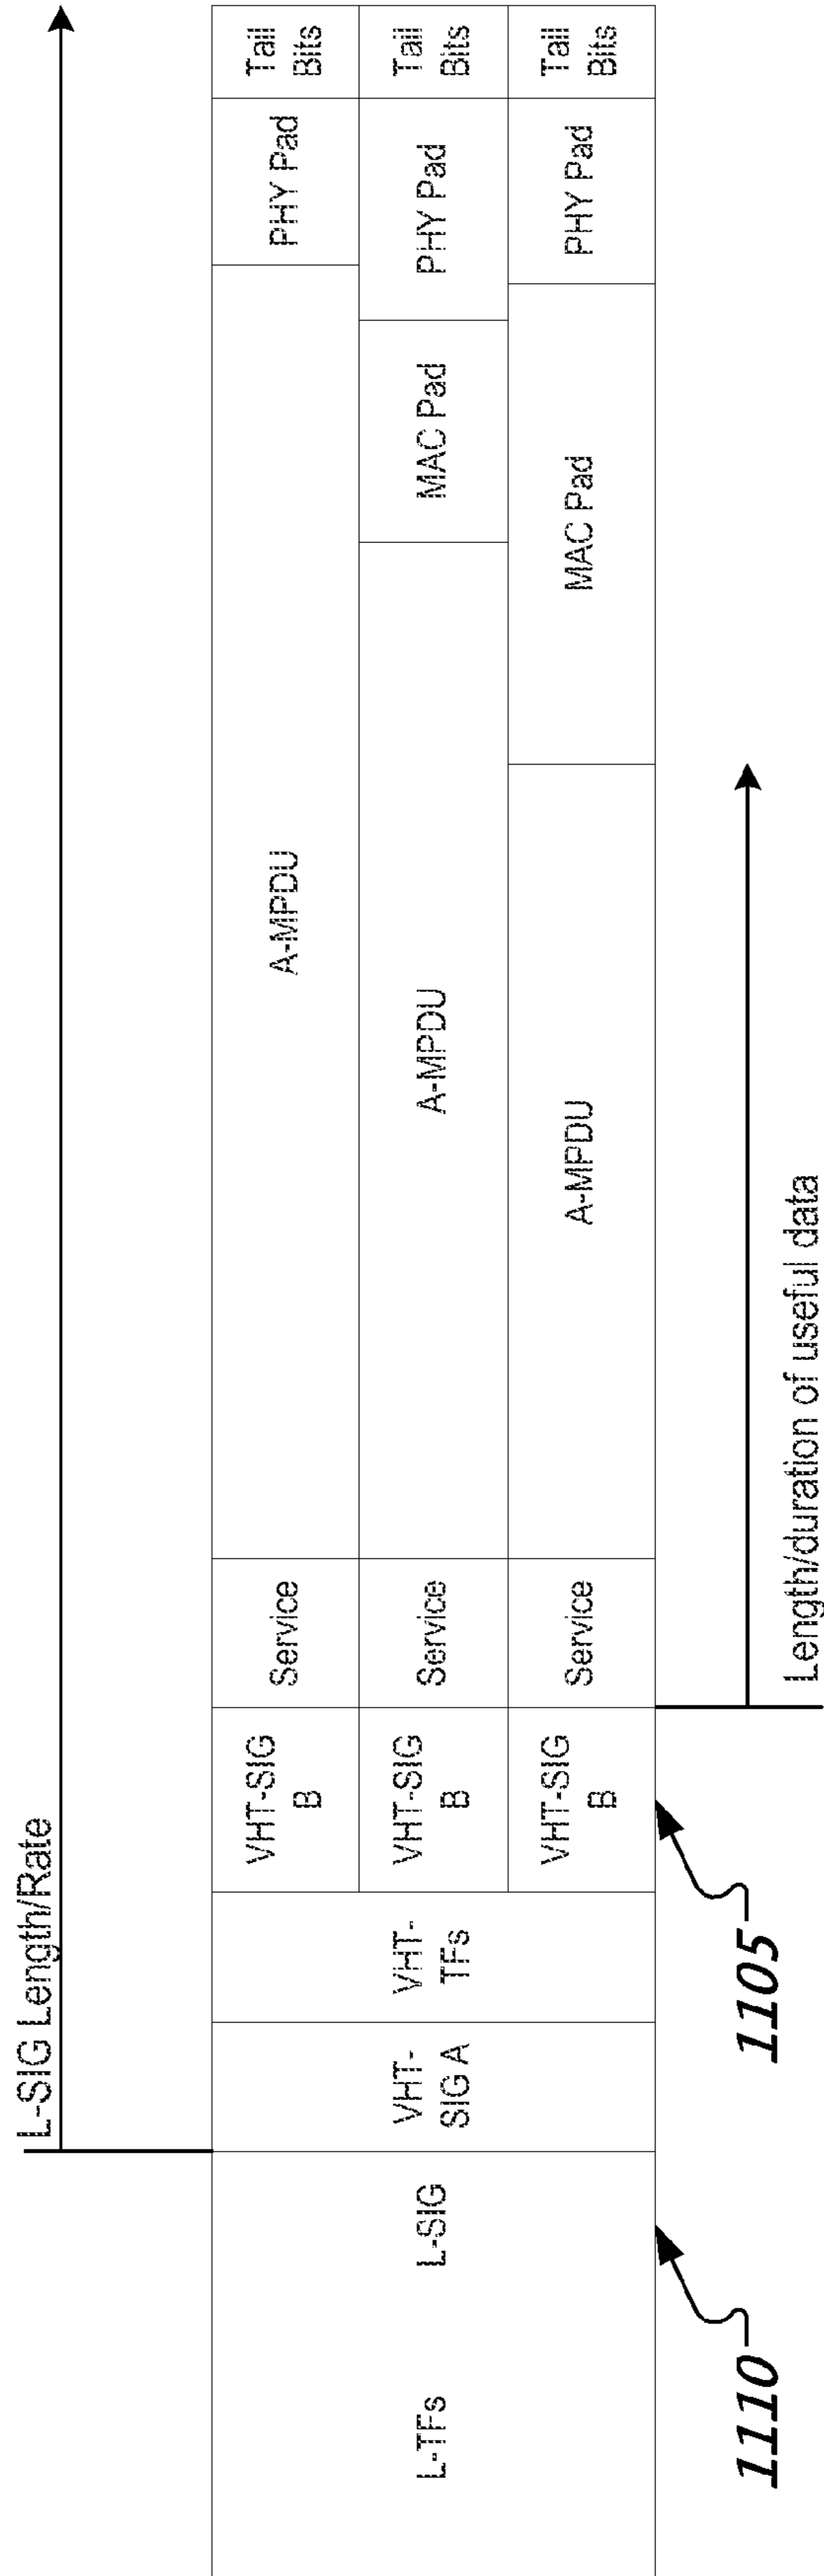 L-SIG Length/Rate
L-TFs
L-SIG
VHT-
SIG A
VHT-
TFs
VHT-SIG
B
Service
A-MPDU
PHY Pad
Tail
Bits
VHT-SIG
B
Service
A-MPDU
MAC Pad
PHY Pad
Tail
Bits
VHT-SIG
B
Service
A-MPDU
MAC Pad
PHY Pad
Tail
Bits
1110
1105
Length/duration of useful data